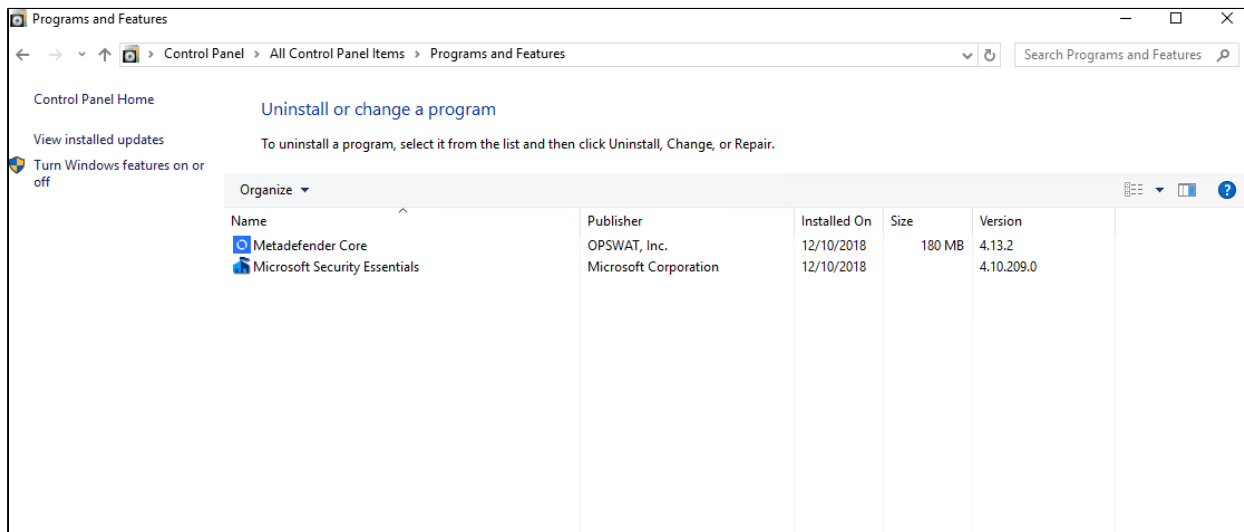 Programs and Features
Control Panel > All Control Panel Items > Programs and Features
Search Programs and Features
Control Panel Home
View installed updates
Turn Windows features on or
off
Uninstall or change a program
To uninstall a program, select it from the list and then click Uninstall, Change, or Repair.
Organize
Name Publisher Installed On Size Version
Metadefender Core OPSWAT, Inc. 12/10/2018 180 MB 4.13.2
Microsoft Security Essentials Microsoft Corporation 12/10/2018 4.10.209.0